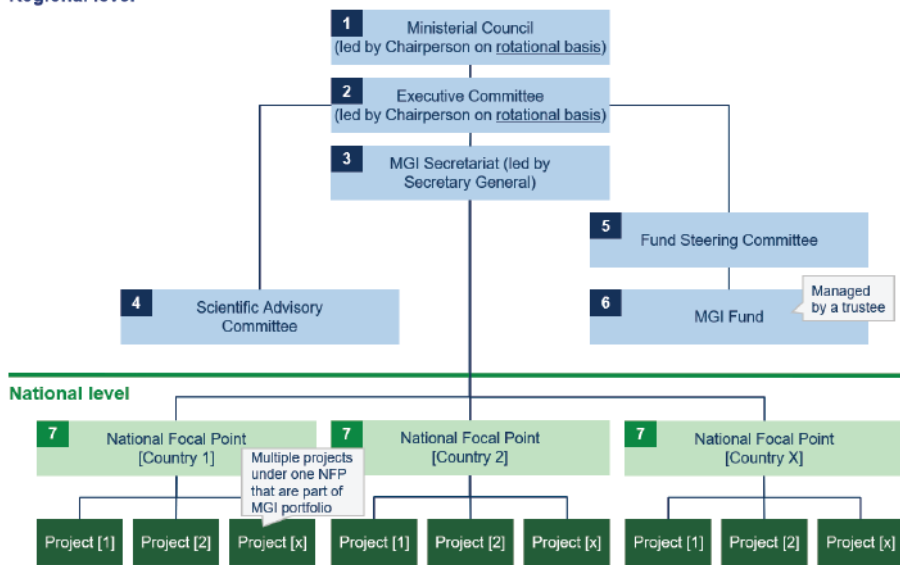 Regional level
1
Ministerial Council
(led by Chairperson on rotational basis)
2
Executive Committee
(led by Chairperson on rotational basis)
3
MGI Secretariat (led by
Secretary General)
5
Fund Steering Committee
4
Scientific Advisory
Committee
6
MGI Fund
Managed
by a trustee
National level
7
National Focal Point
[Country 1]
Multiple projects
under one NFP
that are part of
MGI portfolio
7
National Focal Point
[Country 2]
7
National Focal Point
[Country X]
Project [1]
Project [2]
Project [x]
Project [1]
Project [2]
Project [x]
Project [1]
Project [2]
Project [x]